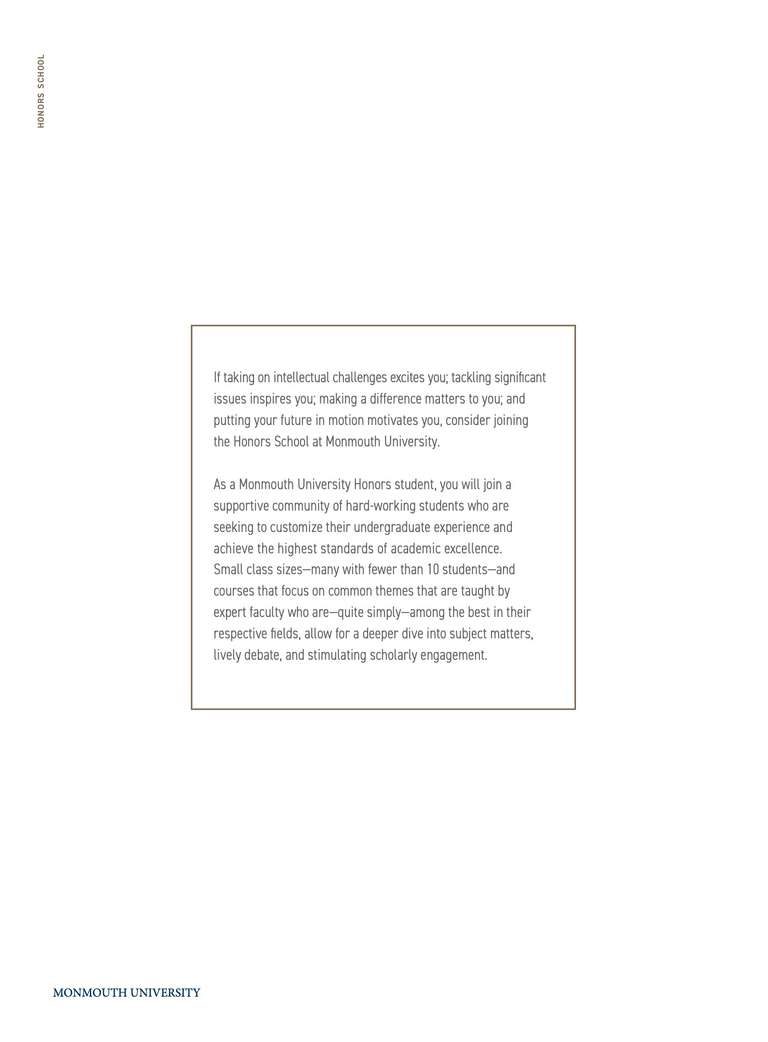 HONORS SCHOOL
If taking on intellectual challenges excites you; tackling significant
issues inspires you; making a difference matters to you; and
putting your future in motion motivates you, consider joining
the Honors School at Monmouth University.
As a Monmouth University Honors student, you will join a
supportive community of hard-working students who are
seeking to customize their undergraduate experience and
achieve the highest standards of academic excellence.
Small class sizes—many with fewer than 10 students—and
courses that focus on common themes that are taught by
expert faculty who are—quite simply—among the best in their
respective fields, allow for a deeper dive into subject matters,
lively debate, and stimulating scholarly engagement.
MONMOUTH UNIVERSITY